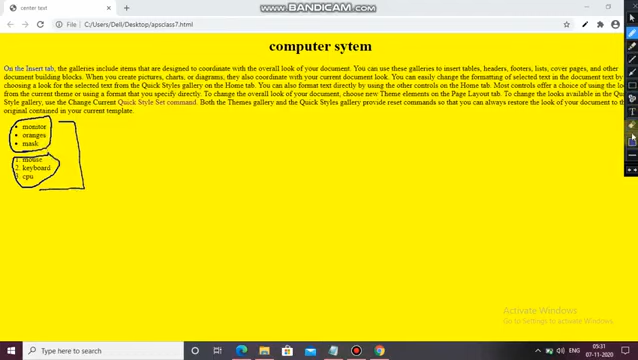 center text
WWW.BANDICAM.COM
File
C:/Users/Dell/Desktop/apsclass7.html
computer sytem
On the Insert tab, the galleries include items that are designed to coordinate with the overall look of your document. You can use these galleries to insert tables, headers, footers, lists, cover pages, and other
document building blocks. When you create pictures, charts, or diagrams, they also coordinate with your current document look. You can easily change the formatting of selected text in the document text by
choosing a look for the selected text from the Quick Styles gallery on the Home tab. You can also format text directly by using the other controls on the Home tab. Most controls offer a choice of using the loo
from the current theme or using a format that you specify directly. To change the overall look of your document, choose new Theme elements on the Page Layout tab. To change the looks available in the Quic
Style gallery, use the Change Current Quick Style Set command. Both the Themes gallery and the Quick Styles gallery provide reset commands so that you can always restore the look of your document to the
original contained in your current template.
• monitor
• oranges
• mask
1. mouse
2. keyboard
3. cpu
Activate Windows
Go to Settings to activate Windows.
Type here to search
ENG
05:31
07-11-2020